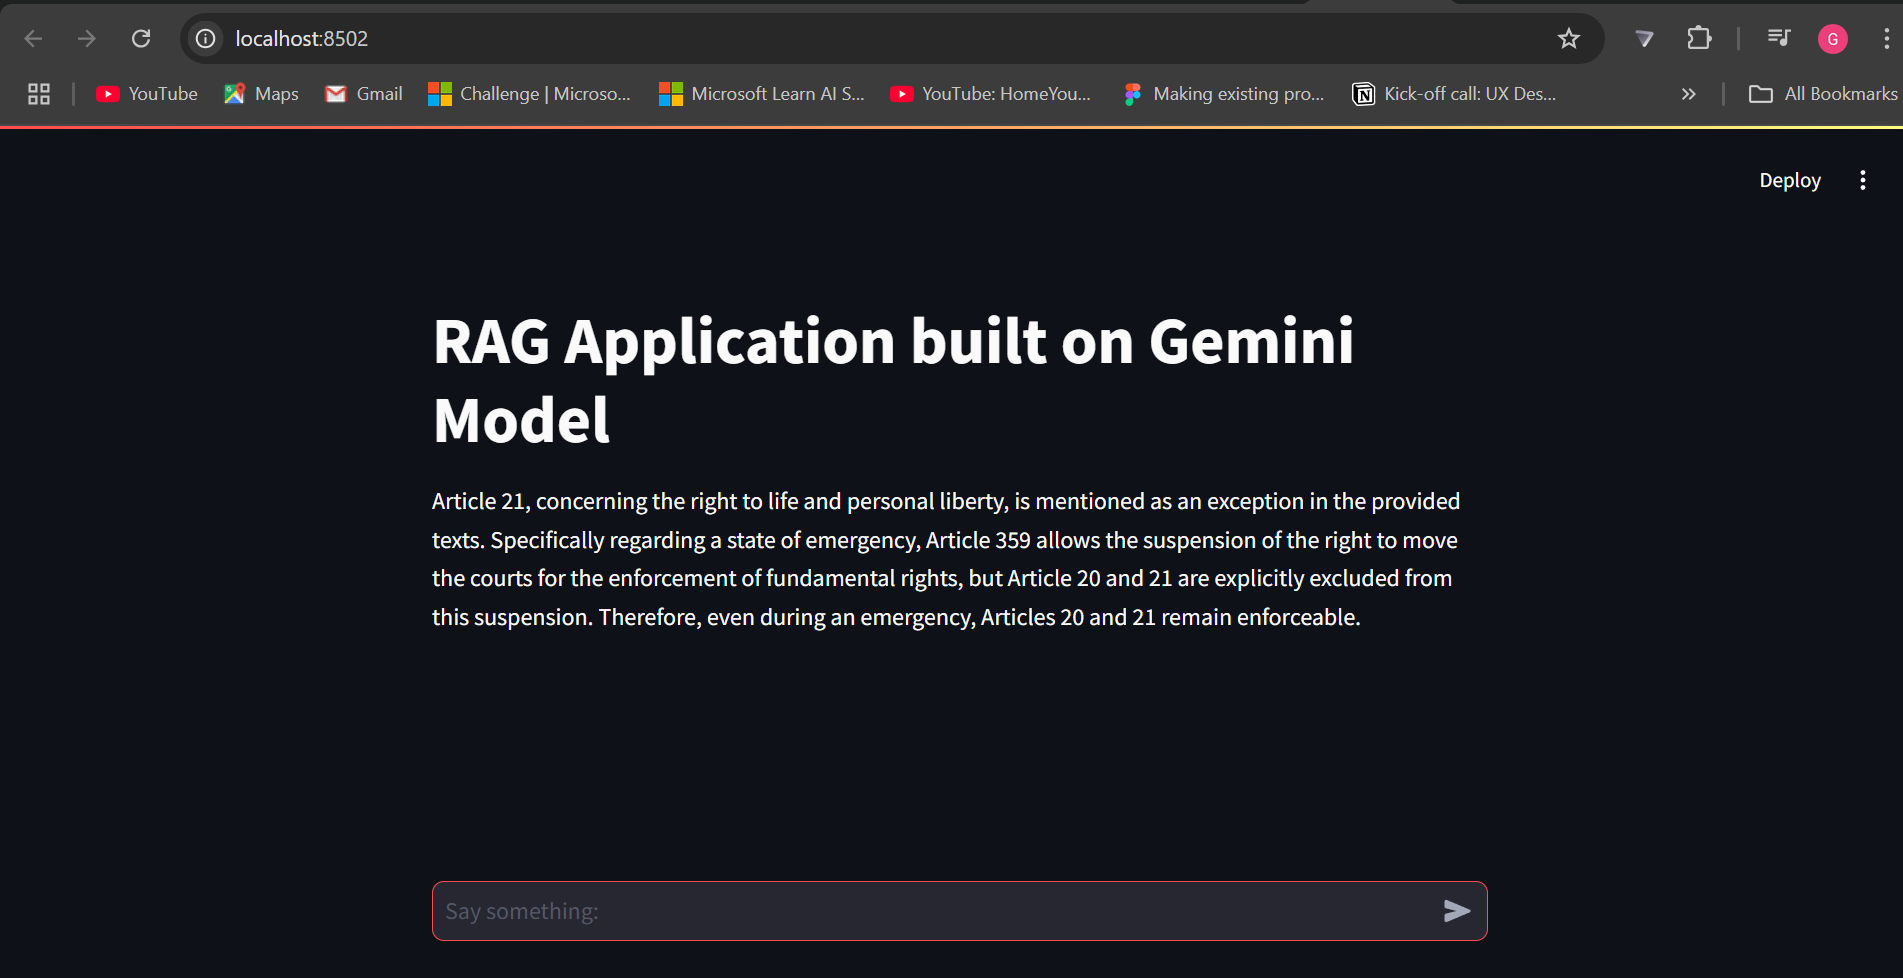 localhost:8502
G
YouTube
Maps
Gmail
Challenge | Microso...
Microsoft Learn AI S...
YouTube: HomeYou...
Making existing pro...
Kick-off call: UX Des...
»
All Bookmarks
Deploy
RAG Application built on Gemini
Model
Article 21, concerning the right to life and personal liberty, is mentioned as an exception in the provided
texts. Specifically regarding a state of emergency, Article 359 allows the suspension of the right to move
the courts for the enforcement of fundamental rights, but Article 20 and 21 are explicitly excluded from
this suspension. Therefore, even during an emergency, Articles 20 and 21 remain enforceable.
Say something: